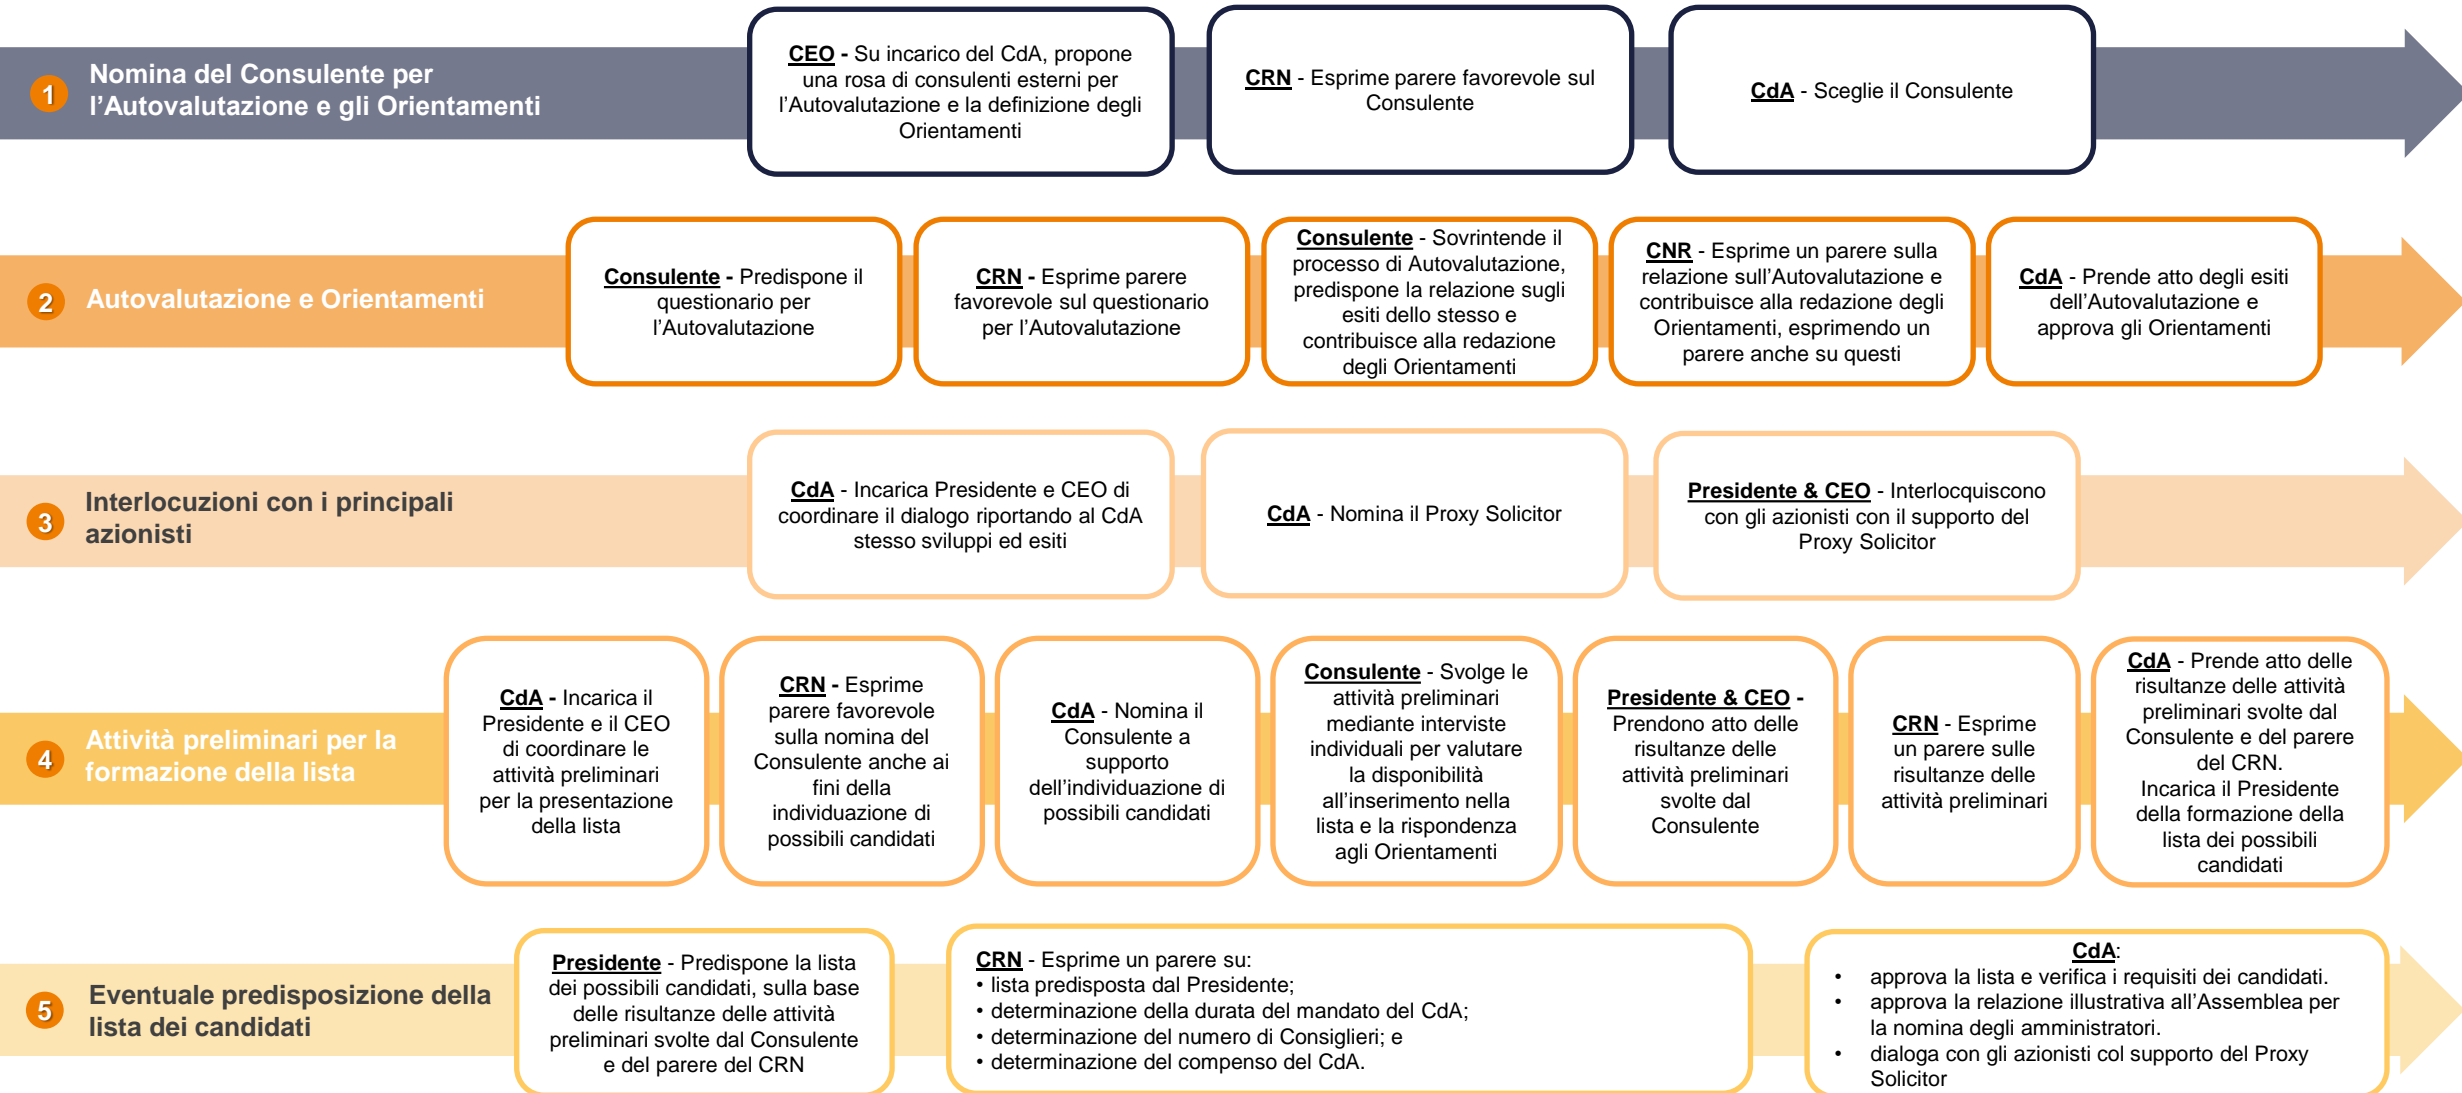 1
Nomina del Consulente per
l'Autovalutazione e gli Orientamenti
CEO - Su incarico del CdA, propone
una rosa di consulenti esterni per
l'Autovalutazione e la definizione degli
Orientamenti
CRN - Esprime parere favorevole sul
Consulente
CdA - Sceglie il Consulente
2
Autovalutazione e Orientamenti
Consulente - Predispone il
questionario per
l'Autovalutazione
CRN - Esprime parere
favorevole sul questionario
per l'Autovalutazione
Consulente - Sovrintende il
processo di Autovalutazione,
predispone la relazione sugli
esiti dello stesso e
contribuisce alla redazione
degli Orientamenti
CNR - Esprime un parere sulla
relazione sull'Autovalutazione e
contribuisce alla redazione degli
Orientamenti, esprimendo un
parere anche su questi
CdA - Prende atto degli esiti
dell'Autovalutazione e
approva gli Orientamenti
3
Interlocuzioni con i principali
azionisti
CdA - Incarica Presidente e CEO di
coordinare il dialogo riportando al CdA
stesso sviluppi ed esiti
CdA - Nomina il Proxy Solicitor
Presidente & CEO - Interlocquiscono
con gli azionisti con il supporto del
Proxy Solicitor
4
Attività preliminari per la
formazione della lista
CdA - Incarica il
Presidente e il CEO
di coordinare le
attività preliminari
per la presentazione
della lista
CRN - Esprime
parere favorevole
sulla nomina del
Consulente anche ai
fini della
individuazione di
possibili candidati
CdA - Nomina il
Consulente a
supporto
dell'individuazione di
possibili candidati
Consulente - Svolge le
attività preliminari
mediante interviste
individuali per valutare
la disponibilità
all'inserimento nella
lista e la rispondenza
agli Orientamenti
Presidente & CEO -
Prendono atto delle
risultanze delle
attività preliminari
svolte dal
Consulente
CRN - Esprime
un parere sulle
risultanze delle
attività preliminari
CdA - Prende atto delle
risultanze delle attività
preliminari svolte dal
Consulente e del parere
del CRN.
Incarica il Presidente
della formazione della
lista dei possibili
candidati
5
Eventuale predisposizione della
lista dei candidati
Presidente - Predispone la lista
dei possibili candidati, sulla base
delle risultanze delle attività
preliminari svolte dal Consulente
e del parere del CRN
CRN - Esprime un parere su:
• lista predisposta dal Presidente;
• determinazione della durata del mandato del CdA;
• determinazione del numero di Consiglieri; e
• determinazione del compenso del CdA.
CdA:
• approva la lista e verifica i requisiti dei candidati.
• approva la relazione illustrativa all'Assemblea per
la nomina degli amministratori.
• dialoga con gli azionisti col supporto del Proxy
Solicitor